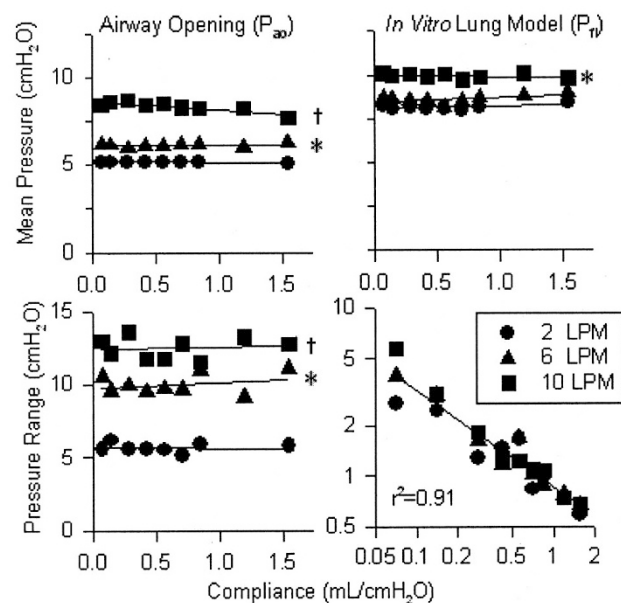 Airway Opening (Pao)
In Vitro Lung Model (Pτι)
Mean Pressure (cmH2O)
10
5
0
†
*
*
0.0 0.5 1.0 1.5
0.0 0.5 1.0 1.5
Pressure Range (cmH2O)
15
10
5
0
†
*
0.0 0.5 1.0 1.5
10
5
2
1
0.5
2 LPM
6 LPM
10 LPM
r²=0.91
0.05 0.1 0.2 0.5 1 2
Compliance (mL/cmH2O)